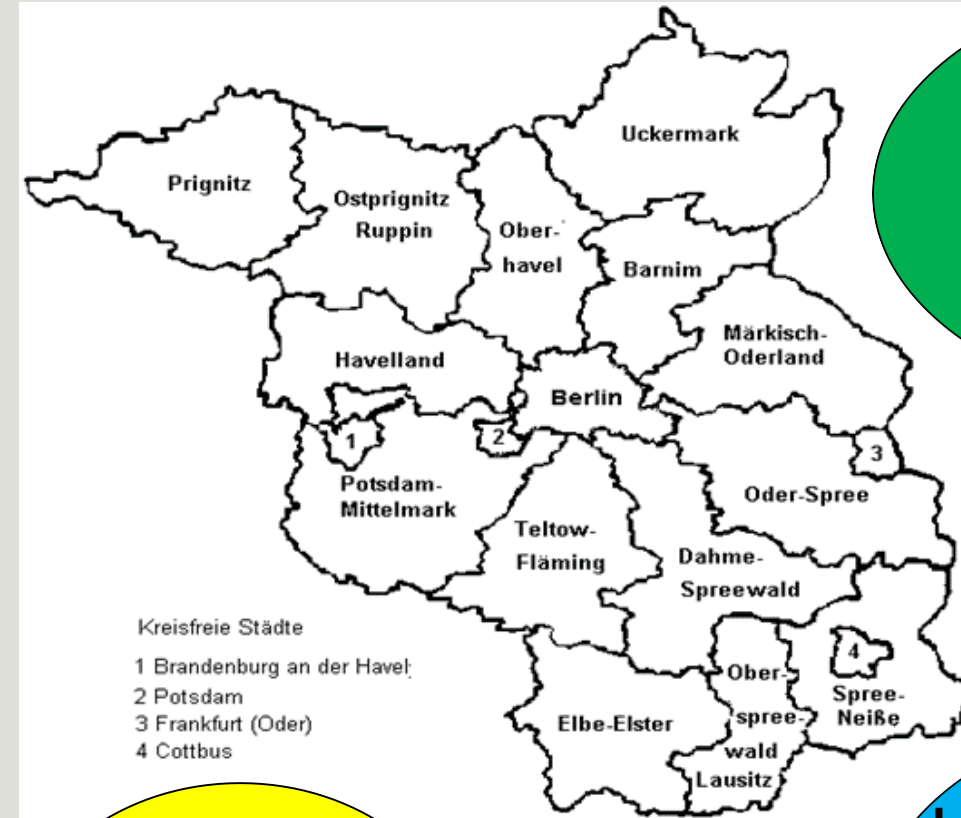 Uckermark
Prignitz
Ostprignitz
Ruppin
Ober-
havel
Barnim
Märkisch-
Oderland
Havelland
Berlin
1
2
3
Potsdam-
Mittelmark
Oder-Spree
Teltow-
Fläming
Dahme-
Spreewald
Kreisfreie Städte
1 Brandenburg an der Havel
2 Potsdam
3 Frankfurt (Oder)
4 Cottbus
4
Ober-
spree-
wald
Lausitz
Spree-
Neiße
Elbe-Elster